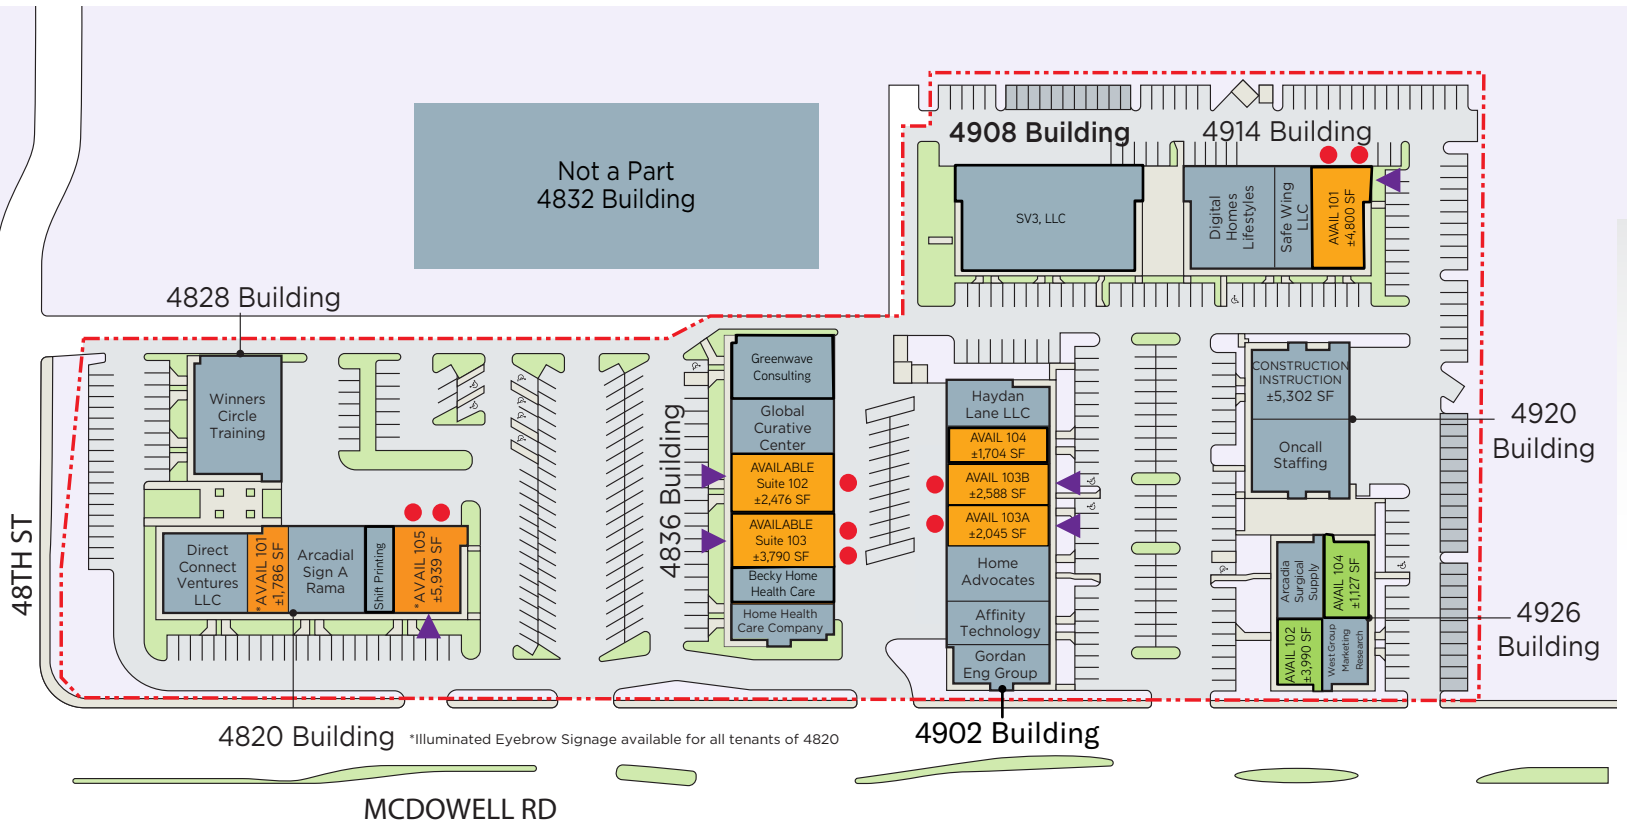 Not a Part
4832 Building
4908 Building
4914 Building
SV3, LLC
Digital
Homes
Lifestyles
Safe Wing
LLC
AVAIL 101
±4,800 SF
4828 Building
Winners
Circle
Training
Greenwave
Consulting
Global
Curative
Center
AVAILABLE
Suite 102
±2,476 SF
AVAILABLE
Suite 103
±3,790 SF
Becky Home
Health Care
Home Health
Care Company
4836 Building
Haydan
Lane LLC
AVAIL 104
±1,704 SF
AVAIL 103B
±2,588 SF
AVAIL 103A
±2,045 SF
Home
Advocates
Affinity
Technology
Gordan
Eng Group
CONSTRUCTION
INSTRUCTION
±5,302 SF
Oncall
Staffing
4920
Building
Arcadia
Surgical
Supply
AVAIL 104
±1,127 SF
AVAIL 102
±3,990 SF
West Group
Marketing
Research
4926
Building
48TH ST
Direct
Connect
Ventures
LLC
*AVAIL 101
±1,786 SF
Arcadial
Sign A
Rama
Shift Printing
*AVAIL 105
±5,939 SF
4820 Building
*Illuminated Eyebrow Signage available for all tenants of 4820
4902 Building
MCDOWELL RD